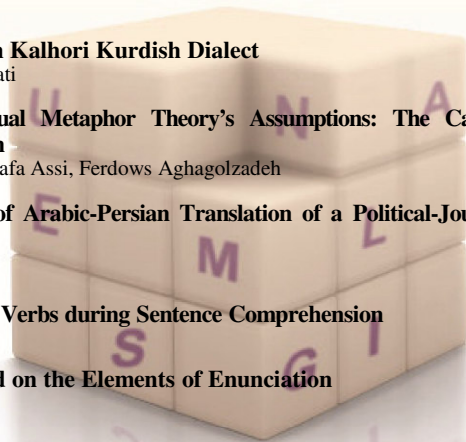 Kalhori Kurdish Dialect
ati
ual Metaphor Theory's Assumptions: The Ca
n
afa Assi, Ferdows Aghagolzadeh
of Arabic-Persian Translation of a Political-Jou
Verbs during Sentence Comprehension
d on the Elements of Enunciation
U
N
A
E
M
L
S
G
I